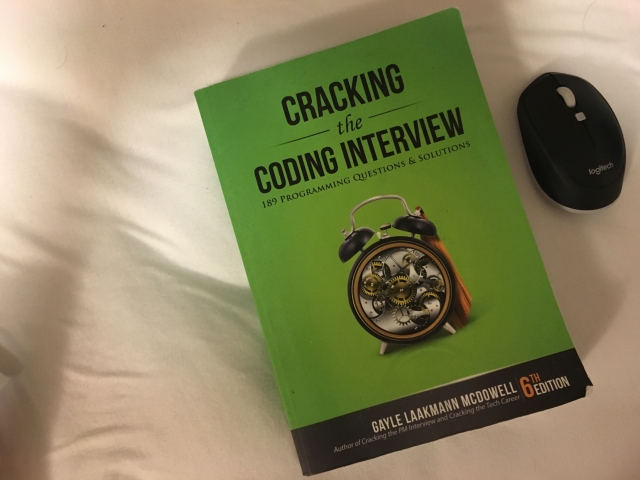 CRACKING
the
CODING INTERVIEW
189 PROGRAMMING QUESTIONS & SOLUTIONS
GAYLE LAAKMANN MCDOWELL
Author of Cracking the PM Interview and Cracking the Tech Career
6TH EDITION
logitech